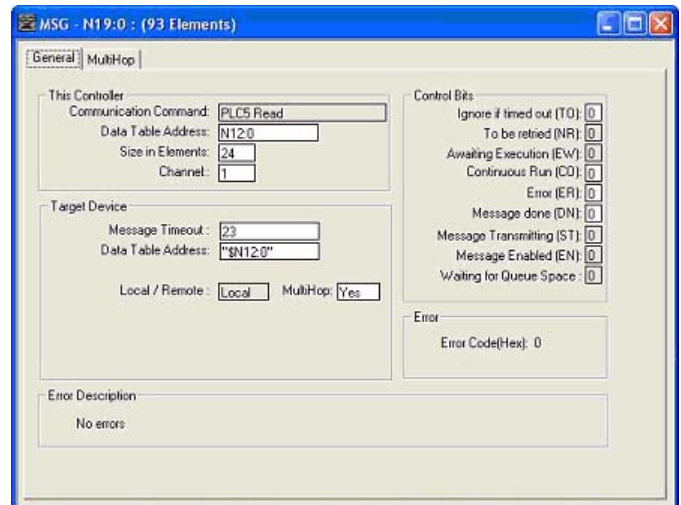 MSG - N19:0 : (93 Elements)
General MultiHop
This Controller
Communication Command: PLC5 Read
Data Table Address: N12:0
Size in Elements: 24
Channel: 1
Target Device
Message Timeout : 23
Data Table Address: "$N12:0"
Local / Remote : Local MultiHop: Yes
Control Bits
Ignore if timed out (TO): 0
To be retried (NR): 0
Awaiting Execution (EW): 0
Continuous Run (CO): 0
Error (ER): 0
Message done (DN): 0
Message Transmitting (ST): 0
Message Enabled (EN): 0
Waiting for Queue Space : 0
Error
Error Code(Hex): 0
Error Description
No errors